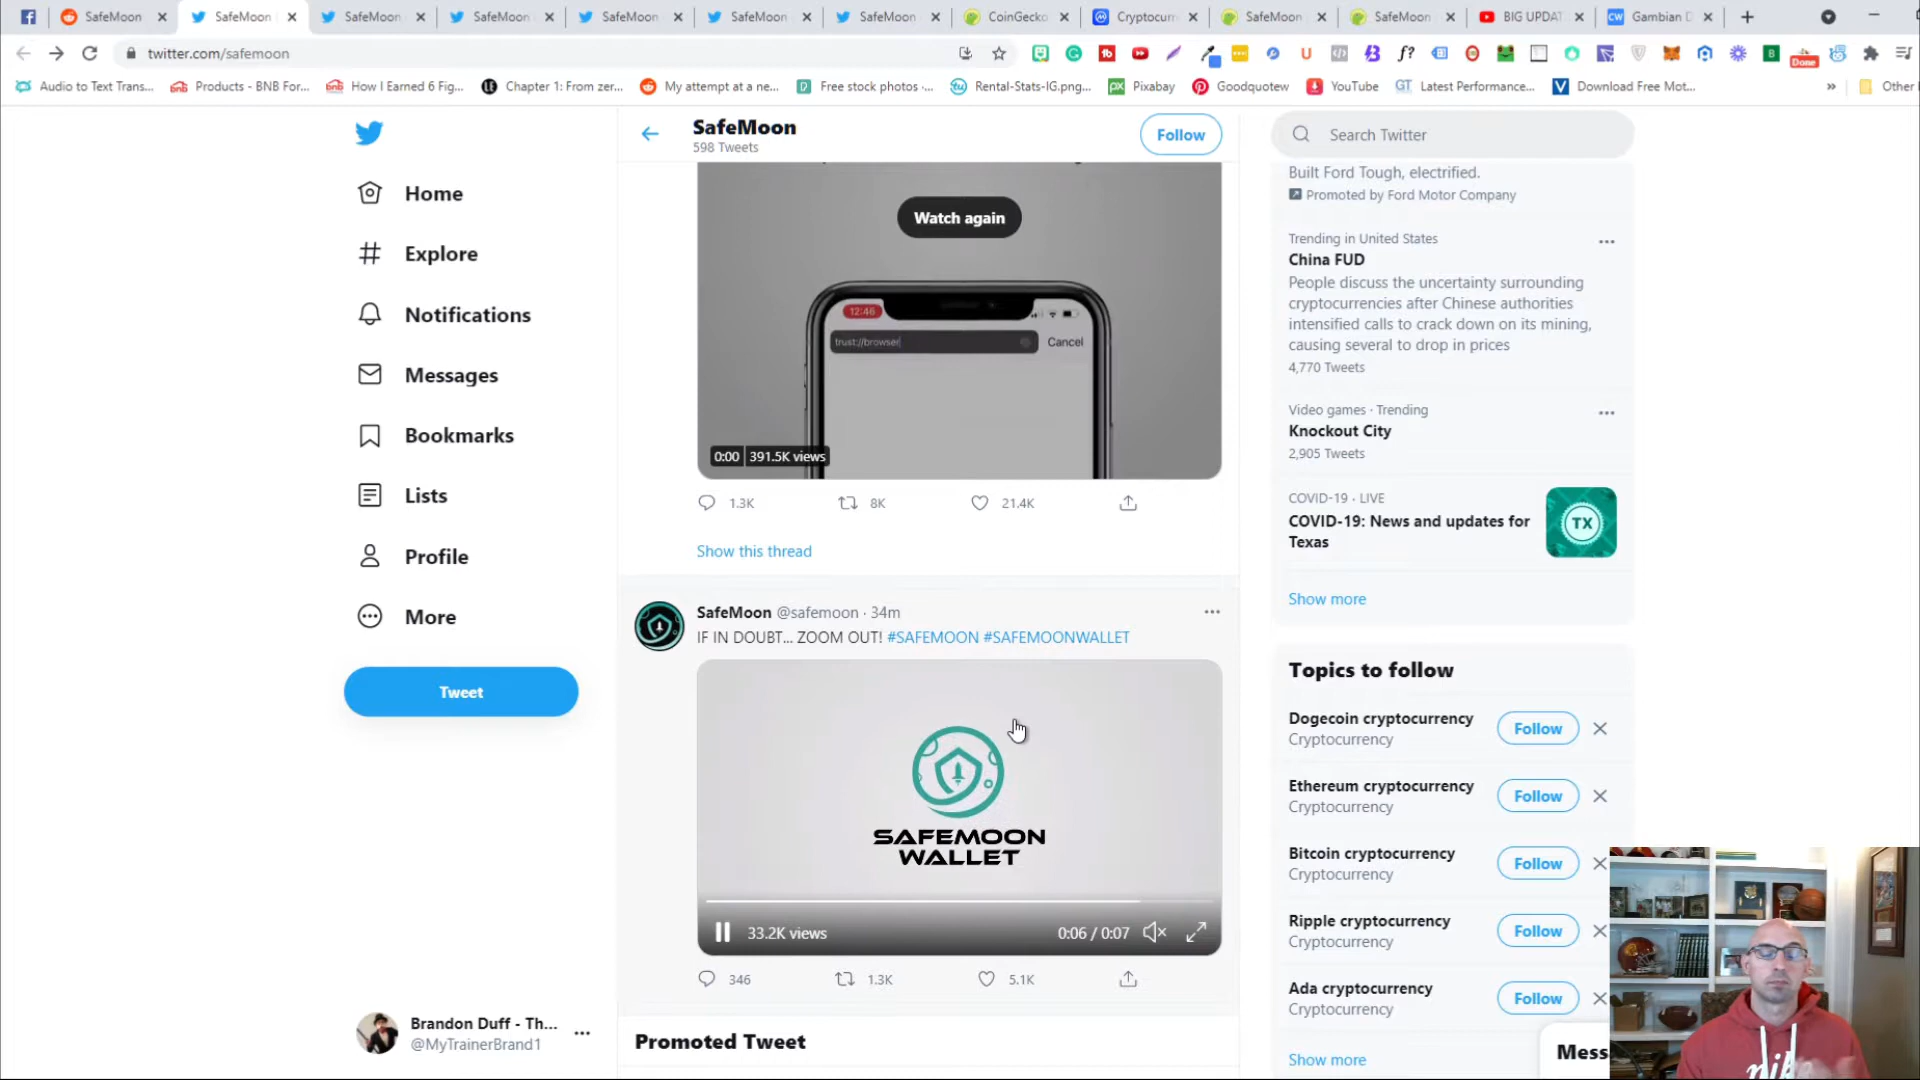 SafeMoon
SafeMoon
SafeMoon
SafeMoon
SafeMoon
SafeMoon
SafeMoon
CoinGecko
Cryptocurr
SafeMoon
SafeMoon
BIG UPDAT
Gambian D
twitter.com/safemoon
Done
Audio to Text Trans...
Products - BNB For...
How I Earned 6 Fig...
Chapter 1: From zer...
My attempt at a ne...
Free stock photos -...
Rental-Stats-IG.png...
Pixabay
Goodquotew
YouTube
Latest Performance...
Download Free Mot...
»
Other
SafeMoon
598 Tweets
Follow
Search Twitter
Home
Explore
Notifications
Messages
Bookmarks
Lists
Profile
More
Tweet
Brandon Duff - Th...
@MyTrainerBrand1
Watch again
12:46
trust://browser
Cancel
0:00 391.5K views
1.3K 8K 21.4K
Show this thread
SafeMoon @safemoon · 34m
IF IN DOUBT... ZOOM OUT! #SAFEMOON #SAFEMOONWALLET
SAFEMOON
WALLET
33.2K views 0:06 / 0:07
346 1.3K 5.1K
Promoted Tweet
Built Ford Tough, electrified.
Promoted by Ford Motor Company
Trending in United States
China FUD
People discuss the uncertainty surrounding
cryptocurrencies after Chinese authorities
intensified calls to crack down on its mining,
causing several to drop in prices
4,770 Tweets
Video games · Trending
Knockout City
2,905 Tweets
COVID-19 · LIVE
COVID-19: News and updates for
Texas
TX
Show more
Topics to follow
Dogecoin cryptocurrency
Cryptocurrency
Follow
Ethereum cryptocurrency
Cryptocurrency
Follow
Bitcoin cryptocurrency
Cryptocurrency
Follow
Ripple cryptocurrency
Cryptocurrency
Follow
Ada cryptocurrency
Cryptocurrency
Follow
Show more
Mess
nike